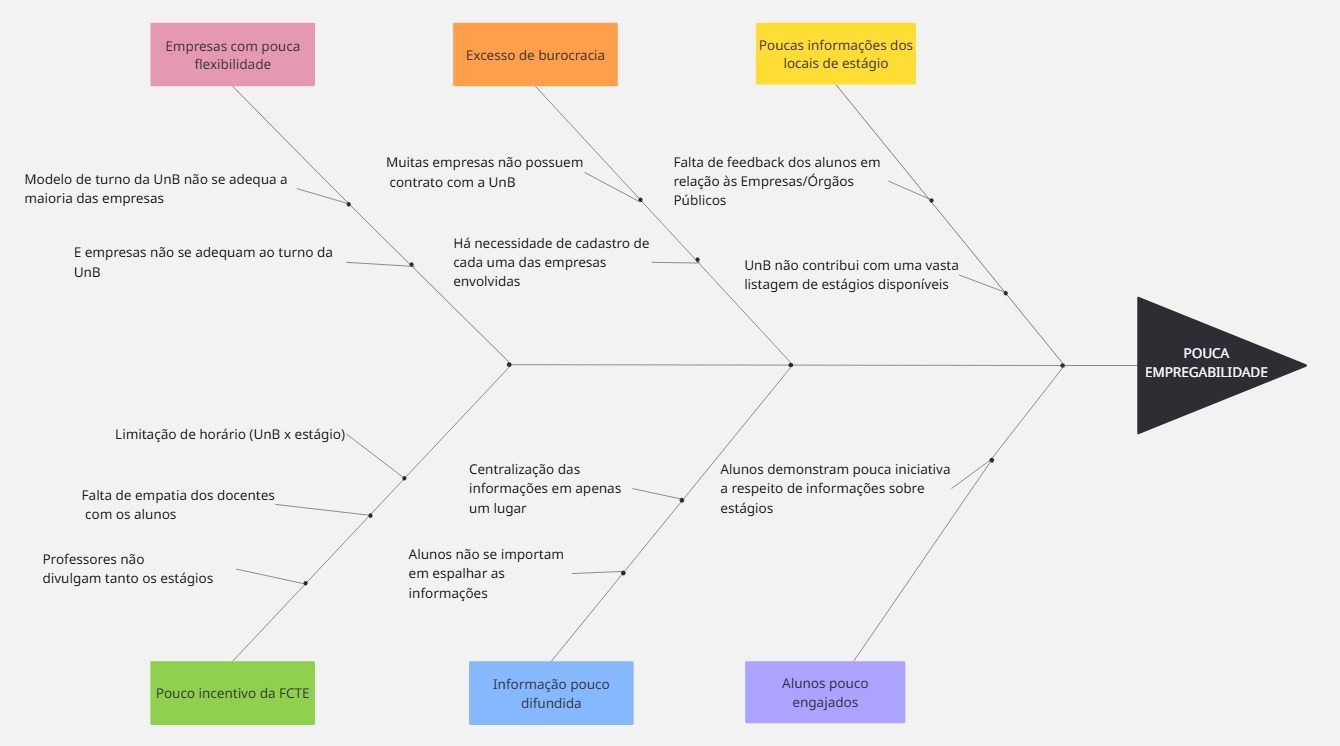 Empresas com pouca
flexibilidade
Excesso de burocracia
Poucas informações dos
locais de estágio
Modelo de turno da UnB não se adequa a
maioria das empresas
E empresas não se adequam ao turno da
UnB
Muitas empresas não possuem
contrato com a UnB
Há necessidade de cadastro de
cada uma das empresas
envolvidas
Falta de feedback dos alunos em
relação às Empresas/Órgãos
Públicos
UnB não contribui com uma vasta
listagem de estágios disponíveis
POUCA
EMPREGABILIDADE
Limitação de horário (UnB x estágio)
Falta de empatia dos docentes
com os alunos
Professores não
divulgam tanto os estágios
Centralização das
informações em apenas
um lugar
Alunos não se importam
em espalhar as
informações
Alunos demonstram pouca iniciativa
a respeito de informações sobre
estágios
Pouco incentivo da FCTE
Informação pouco
difundida
Alunos pouco
engajados